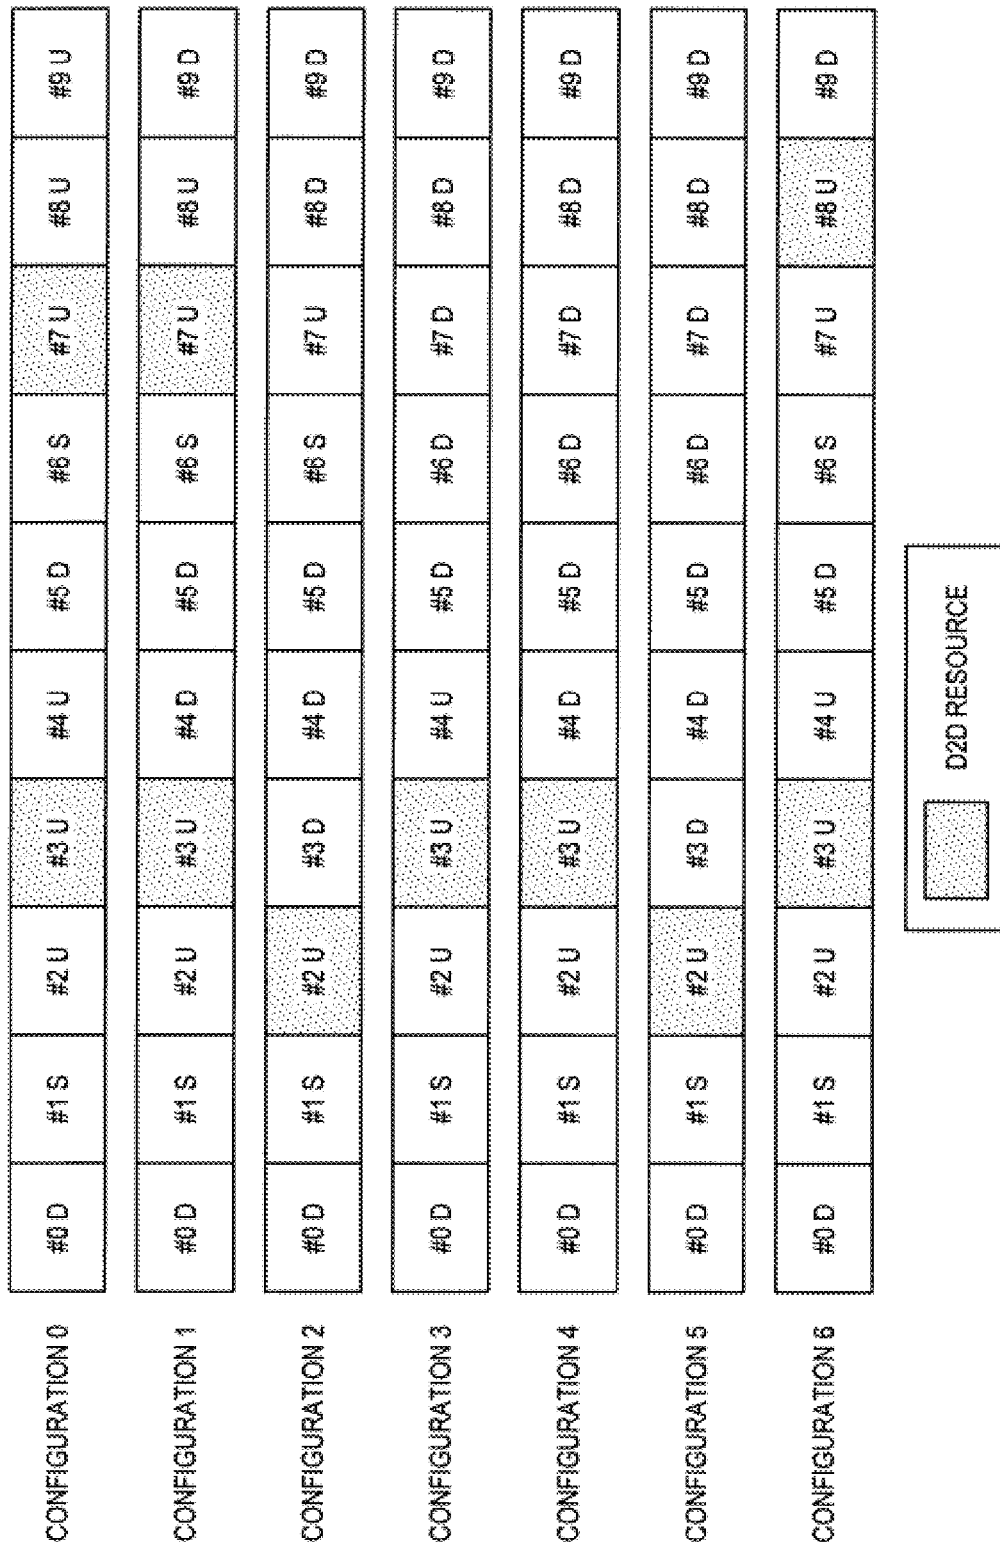 CONFIGURATION 0 #0 D #1 S #2 U #3 U #4 U #5 D #6 S #7 U #8 U #9 U
CONFIGURATION 1 #0 D #1 S #2 U #3 U #4 D #5 D #6 S #7 U #8 U #9 D
CONFIGURATION 2 #0 D #1 S #2 U #3 D #4 D #5 D #6 S #7 U #8 D #9 D
CONFIGURATION 3 #0 D #1 S #2 U #3 U #4 U #5 D #6 D #7 D #8 D #9 D
CONFIGURATION 4 #0 D #1 S #2 U #3 U #4 D #5 D #6 D #7 D #8 D #9 D
CONFIGURATION 5 #0 D #1 S #2 U #3 D #4 D #5 D #6 D #7 D #8 D #9 D
CONFIGURATION 6 #0 D #1 S #2 U #3 U #4 U #5 D #6 S #7 U #8 U #9 D
D2D RESOURCE